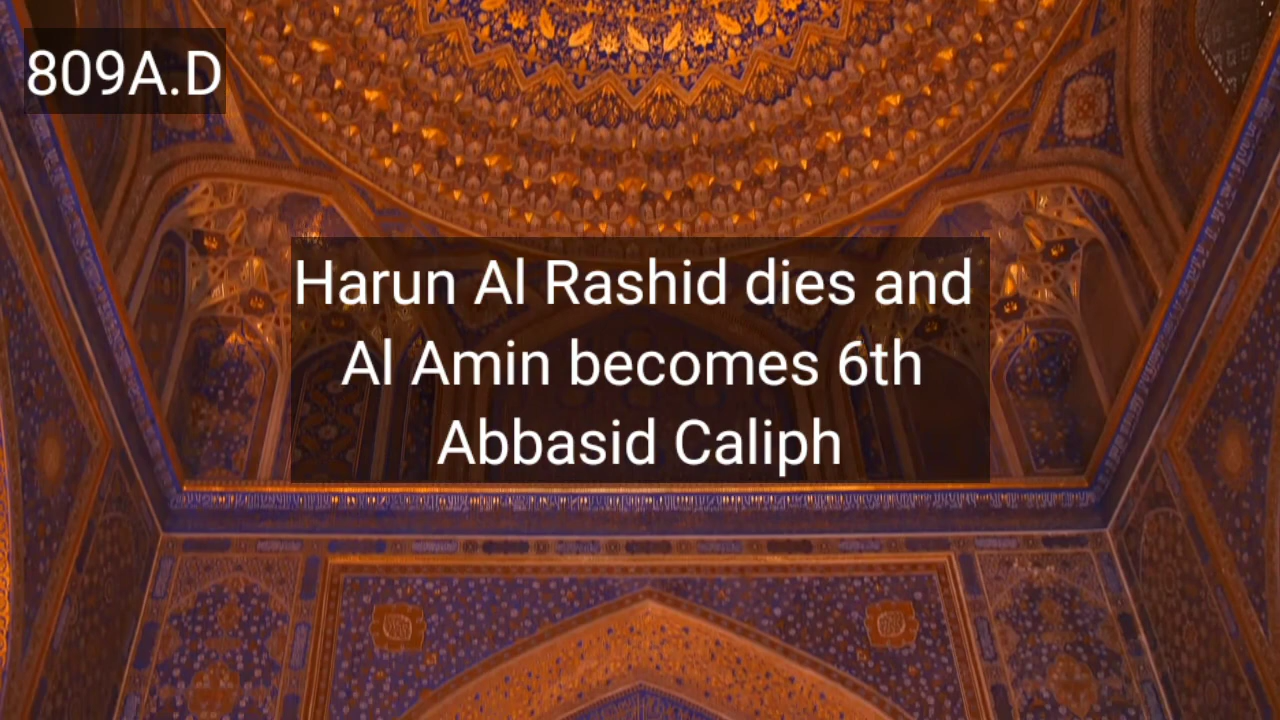 809A.D
Harun Al Rashid dies and
Al Amin becomes 6th
Abbasid Caliph